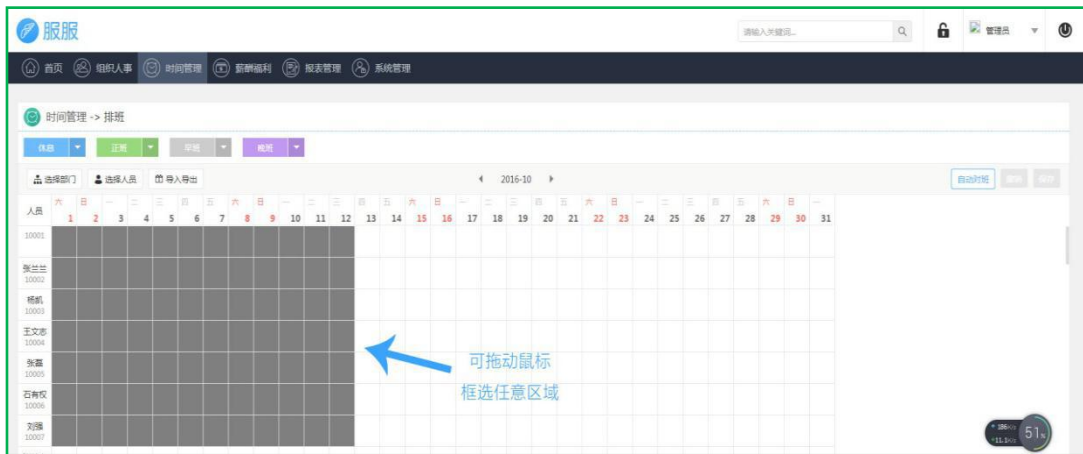 服服
请输入关键词...
管理员
首页 组织人事 时间管理 薪酬福利 报表管理 系统管理
时间管理 -> 排班
休息 正班 早班 晚班
选择部门 选择人员 导入导出 2016-10 自动对班 保存
人员 六 日 一 二 三 四 五 六 日 一 二 三 四 五 六 日 一 二 三 四 五 六 日 一 二 三 四 五 六 日 一
1 2 3 4 5 6 7 8 9 10 11 12 13 14 15 16 17 18 19 20 21 22 23 24 25 26 27 28 29 30 31
10001
张兰兰
10002
杨凯
10003
王文志
10004
张磊
10005
石有权
10006
刘强
10007
可拖动鼠标
框选任意区域
51%